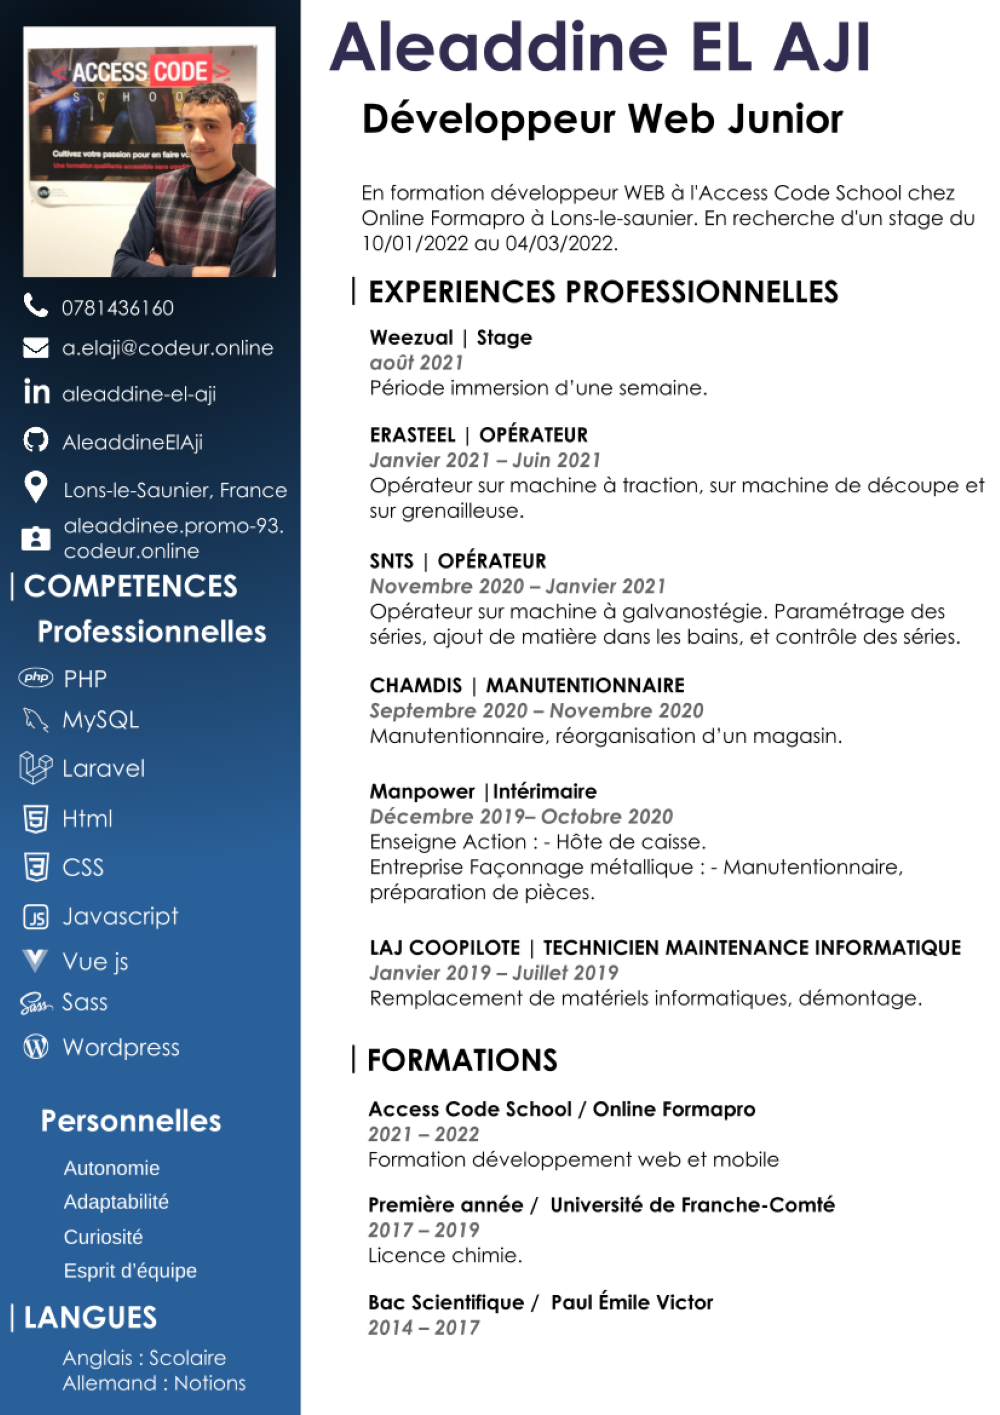 < ACCESS CODE >
S C H O O
Cultivez votre passion pour en faire
0781436160
a.elaji@codeur.online
in aleaddine-el-aji
AleaddineElAji
Lons-le-Saunier, France
aleaddinee.promo-93.
codeur.online
COMPETENCES
Professionnelles
php PHP
MySQL
Laravel
5 Html
3 CSS
JS Javascript
Vue js
Sass Sass
Wordpress
Personnelles
Autonomie
Adaptabilité
Curiosité
Esprit d’équipe
LANGUES
Anglais : Scolaire
Allemand : Notions
Aleaddine EL AJI
Développeur Web Junior
En formation développeur WEB à l'Access Code School chez
Online Formapro à Lons-le-saunier. En recherche d'un stage du
10/01/2022 au 04/03/2022.
EXPERIENCES PROFESSIONNELLES
Weezual | Stage
août 2021
Période immersion d’une semaine.
ERASTEEL | OPÉRATEUR
Janvier 2021 – Juin 2021
Opérateur sur machine à traction, sur machine de découpe et
sur grenailleuse.
SNTS | OPÉRATEUR
Novembre 2020 – Janvier 2021
Opérateur sur machine à galvanostégie. Paramétrage des
séries, ajout de matière dans les bains, et contrôle des séries.
CHAMDIS | MANUTENTIONNAIRE
Septembre 2020 – Novembre 2020
Manutentionnaire, réorganisation d’un magasin.
Manpower |Intérimaire
Décembre 2019– Octobre 2020
Enseigne Action : - Hôte de caisse.
Entreprise Façonnage métallique : - Manutentionnaire,
préparation de pièces.
LAJ COOPILOTE | TECHNICIEN MAINTENANCE INFORMATIQUE
Janvier 2019 – Juillet 2019
Remplacement de matériels informatiques, démontage.
FORMATIONS
Access Code School / Online Formapro
2021 – 2022
Formation développement web et mobile
Première année / Université de Franche-Comté
2017 – 2019
Licence chimie.
Bac Scientifique / Paul Émile Victor
2014 – 2017